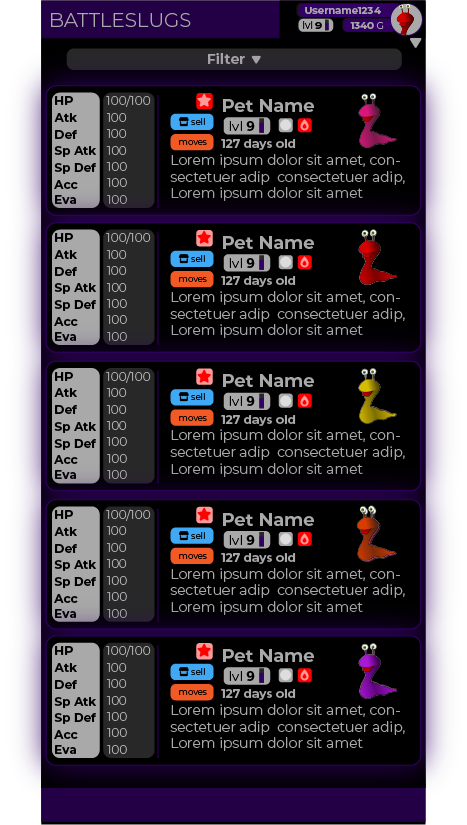 BATTLESLUGS
Username1234
lvl 9
1340 G
Filter ▼
HP 100/100
Atk 100
Def 100
Sp Atk 100
Sp Def 100
Acc 100
Eva 100
Pet Name
sell
lvl 9
moves
127 days old
Lorem ipsum dolor sit amet, con-
sectetuer adip consectetuer adip,
Lorem ipsum dolor sit amet
HP 100/100
Atk 100
Def 100
Sp Atk 100
Sp Def 100
Acc 100
Eva 100
Pet Name
sell
lvl 9
moves
127 days old
Lorem ipsum dolor sit amet, con-
sectetuer adip consectetuer adip,
Lorem ipsum dolor sit amet
HP 100/100
Atk 100
Def 100
Sp Atk 100
Sp Def 100
Acc 100
Eva 100
Pet Name
sell
lvl 9
moves
127 days old
Lorem ipsum dolor sit amet, con-
sectetuer adip consectetuer adip,
Lorem ipsum dolor sit amet
HP 100/100
Atk 100
Def 100
Sp Atk 100
Sp Def 100
Acc 100
Eva 100
Pet Name
sell
lvl 9
moves
127 days old
Lorem ipsum dolor sit amet, con-
sectetuer adip consectetuer adip,
Lorem ipsum dolor sit amet
HP 100/100
Atk 100
Def 100
Sp Atk 100
Sp Def 100
Acc 100
Eva 100
Pet Name
sell
lvl 9
moves
127 days old
Lorem ipsum dolor sit amet, con-
sectetuer adip consectetuer adip,
Lorem ipsum dolor sit amet